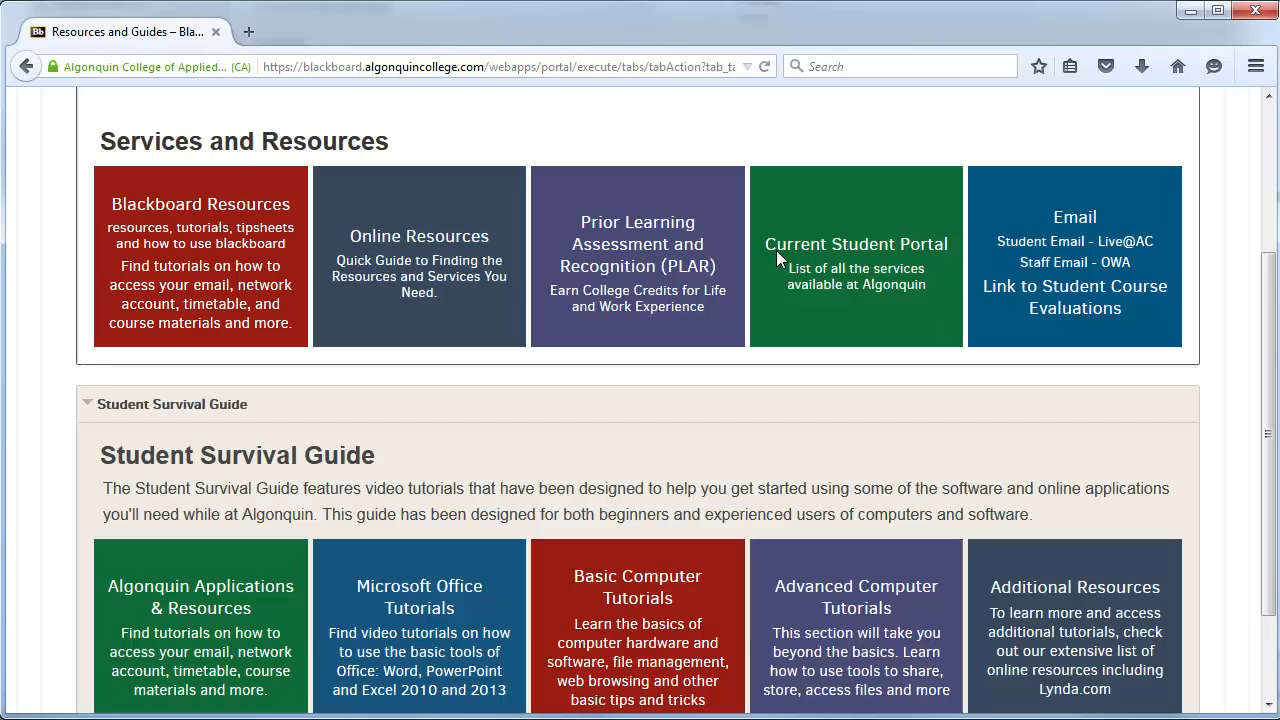 Resources and Guides – Bla...
Algonquin College of Applied... (CA)
https://blackboard.algonquincollege.com/webapps/portal/execute/tabs/tabAction?tab_t
Search
Services and Resources
Blackboard Resources
resources, tutorials, tipsheets
and how to use blackboard
Find tutorials on how to
access your email, network
account, timetable, and
course materials and more.
Online Resources
Quick Guide to Finding the
Resources and Services You
Need.
Prior Learning
Assessment and
Recognition (PLAR)
Earn College Credits for Life
and Work Experience
Current Student Portal
List of all the services
available at Algonquin
Email
Student Email - Live@AC
Staff Email - OWA
Link to Student Course
Evaluations
Student Survival Guide
Student Survival Guide
The Student Survival Guide features video tutorials that have been designed to help you get started using some of the software and online applications
you'll need while at Algonquin. This guide has been designed for both beginners and experienced users of computers and software.
Algonquin Applications
& Resources
Find tutorials on how to
access your email, network
account, timetable, course
materials and more.
Microsoft Office
Tutorials
Find video tutorials on how
to use the basic tools of
Office: Word, PowerPoint
and Excel 2010 and 2013
Basic Computer
Tutorials
Learn the basics of
computer hardware and
software, file management,
web browsing and other
basic tips and tricks
Advanced Computer
Tutorials
This section will take you
beyond the basics. Learn
how to use tools to share,
store, access files and more
Additional Resources
To learn more and access
additional tutorials, check
out our extensive list of
online resources including
Lynda.com